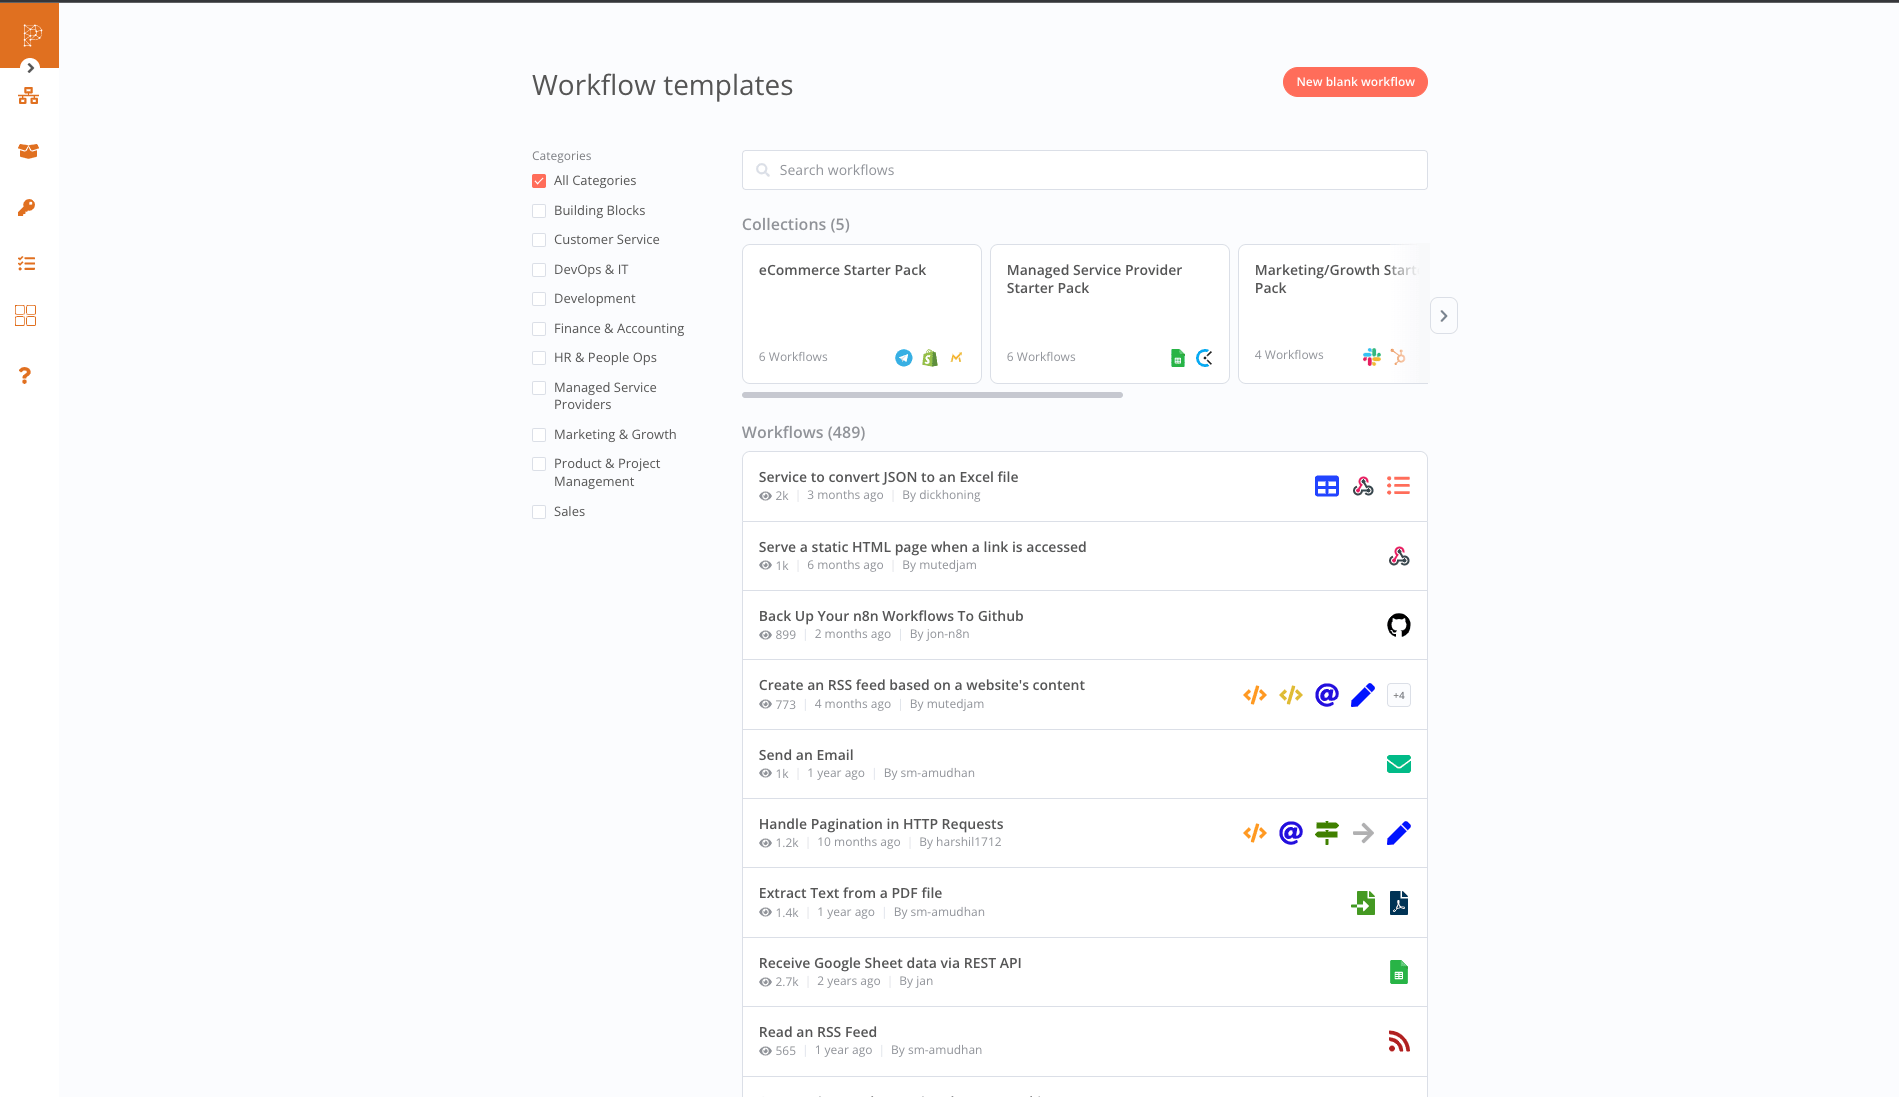 Workflow templates
New blank workflow
Categories
All Categories
Building Blocks
Customer Service
DevOps & IT
Development
Finance & Accounting
HR & People Ops
Managed Service
Providers
Marketing & Growth
Product & Project
Management
Sales
Search workflows
Collections (5)
eCommerce Starter Pack
6 Workflows
Managed Service Provider
Starter Pack
6 Workflows
Marketing/Growth Start
Pack
4 Workflows
Workflows (489)
Service to convert JSON to an Excel file
2k | 3 months ago | By dickhoning
Serve a static HTML page when a link is accessed
1k | 6 months ago | By mutedjam
Back Up Your n8n Workflows To Github
899 | 2 months ago | By jon-n8n
Create an RSS feed based on a website's content
773 | 4 months ago | By mutedjam
+4
Send an Email
1k | 1 year ago | By sm-amudhan
Handle Pagination in HTTP Requests
1.2k | 10 months ago | By harshil1712
Extract Text from a PDF file
1.4k | 1 year ago | By sm-amudhan
Receive Google Sheet data via REST API
2.7k | 2 years ago | By jan
Read an RSS Feed
565 | 1 year ago | By sm-amudhan